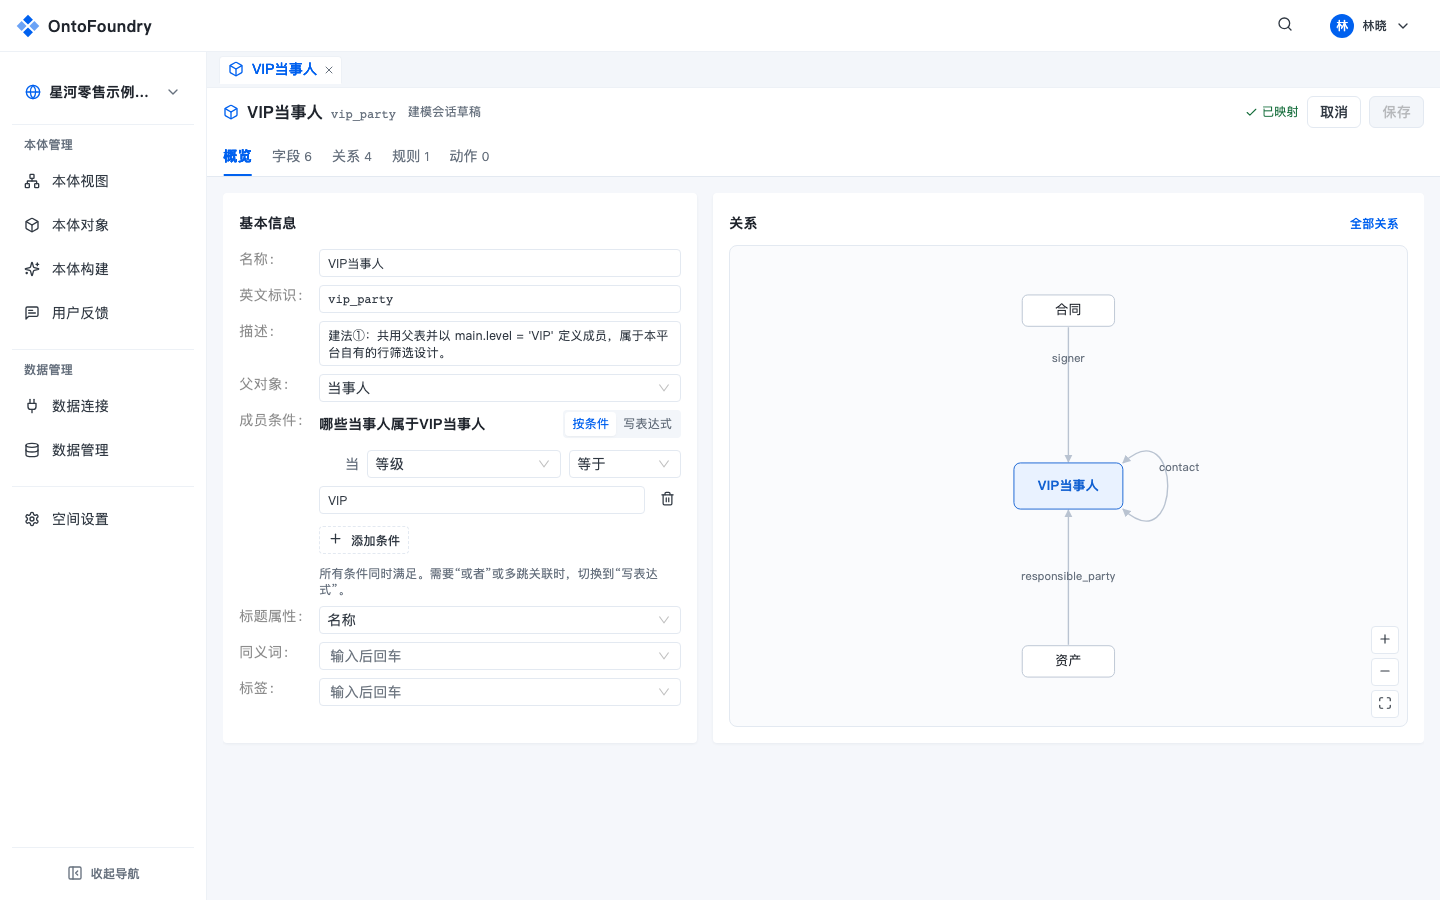 OntoFoundry
林
林晓
星河零售示例...
本体管理
本体视图
本体对象
本体构建
用户反馈
数据管理
数据连接
数据管理
空间设置
收起导航
VIP当事人
VIP当事人 vip_party 建模会话草稿
已映射
取消
保存
概览
字段 6
关系 4
规则 1
动作 0
基本信息
名称：
VIP当事人
英文标识：
vip_party
描述：
建法①：共用父表并以 main.level = 'VIP' 定义成员，属于本平
台自有的行筛选设计。
父对象：
当事人
成员条件：
哪些当事人属于VIP当事人
按条件
写表达式
当
等级
等于
VIP
添加条件
所有条件同时满足。需要“或者”或多跳关联时，切换到“写表达
式”。
标题属性：
名称
同义词：
输入后回车
标签：
输入后回车
关系
全部关系
合同
signer
VIP当事人
contact
responsible_party
资产